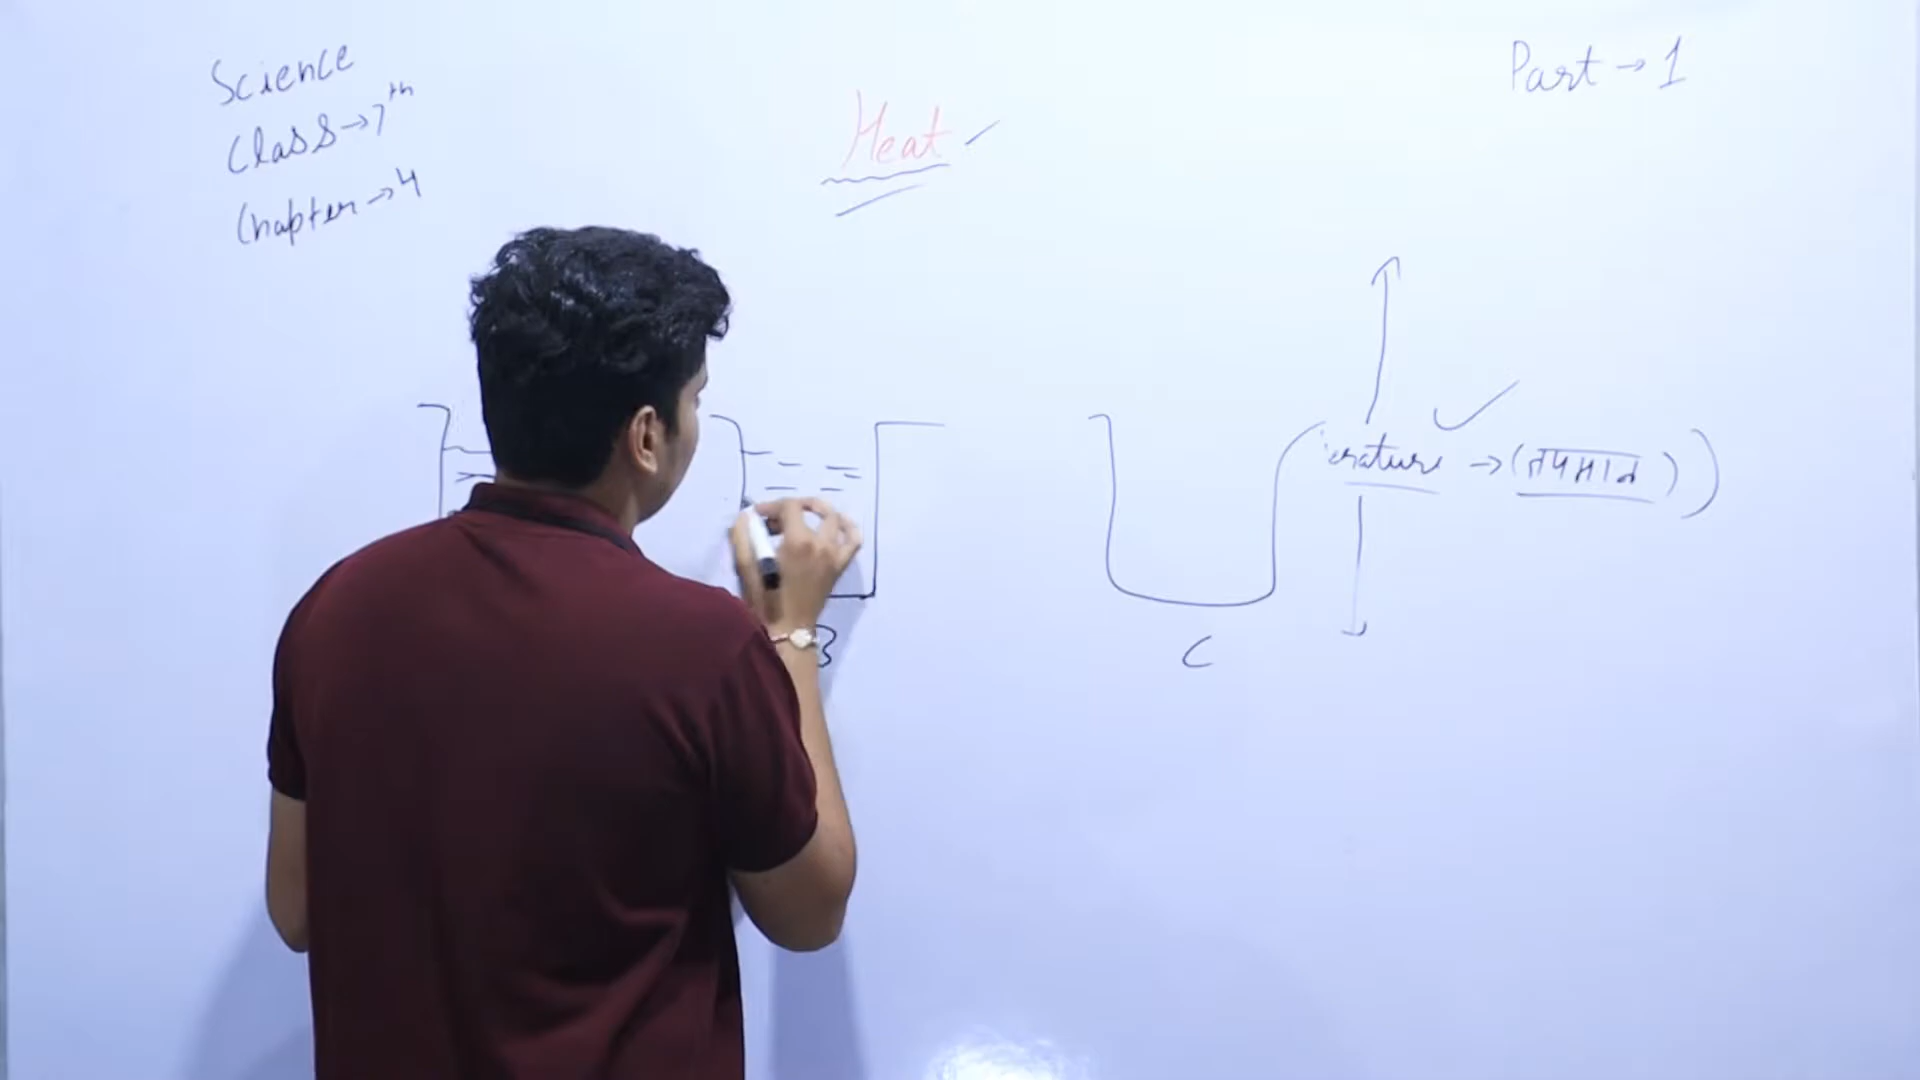 Science
Part → 1
Class → 7th
Heat
Chapter → 4
erature → (तापमान)
B
C